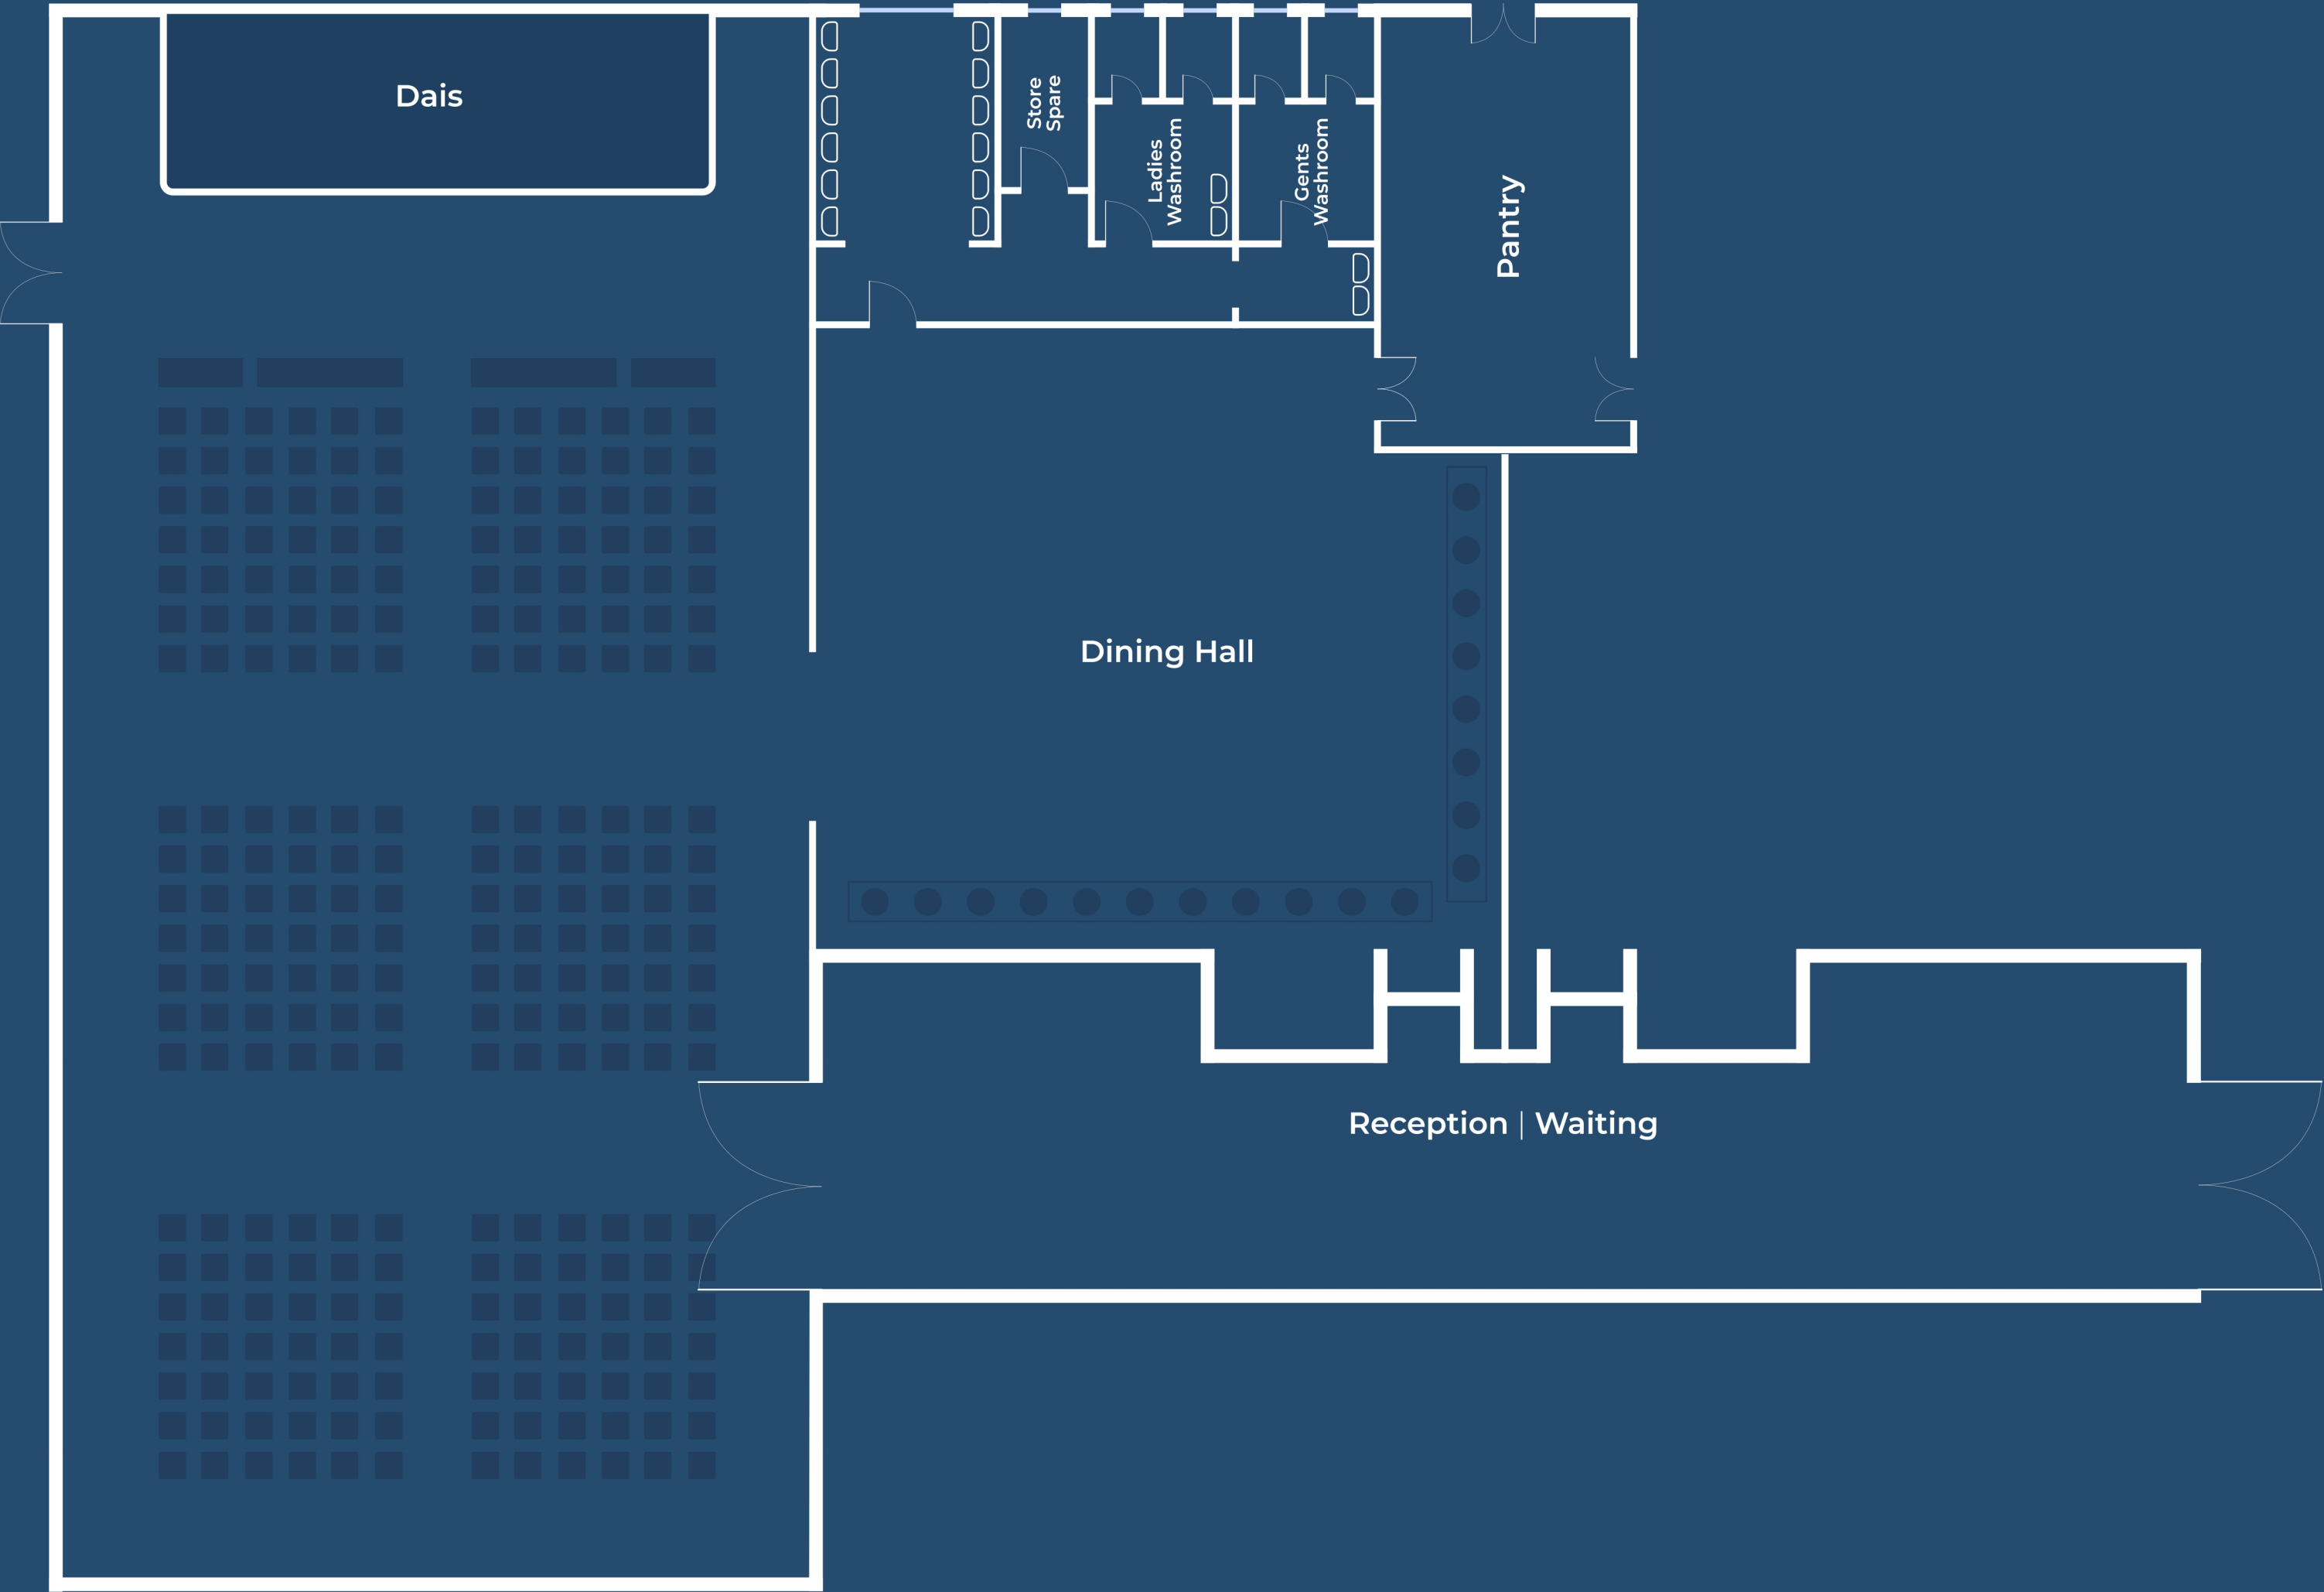 Dais
Store
Spare
Ladies
Washroom
Gents
Washroom
Pantry
Dining Hall
Reception | Waiting